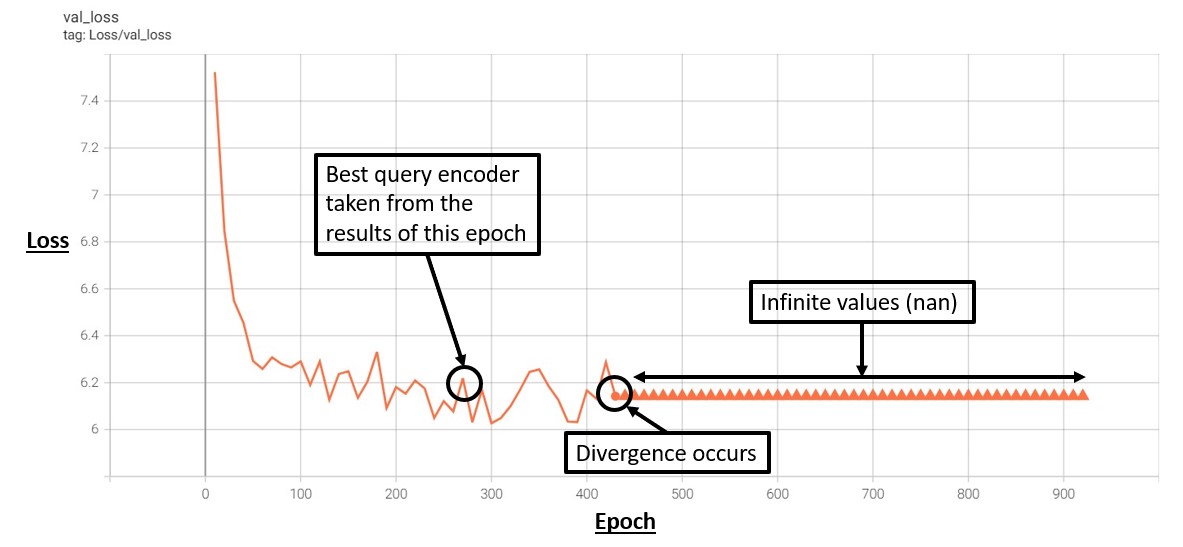 val_loss
tag: Loss/val_loss
7.4
7.2
7
6.8
6.6
6.4
6.2
6
Loss
Best query encoder
taken from the
results of this epoch
Infinite values (nan)
Divergence occurs
0 100 200 300 400 500 600 700 800 900
Epoch